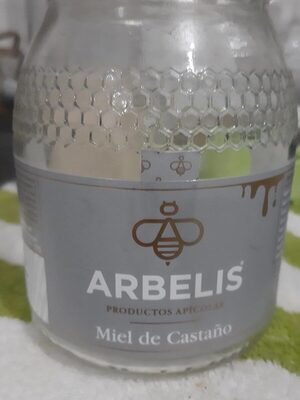 ARBELIS®
PRODUCTOS APÍCOLAS
Miel de Castaño